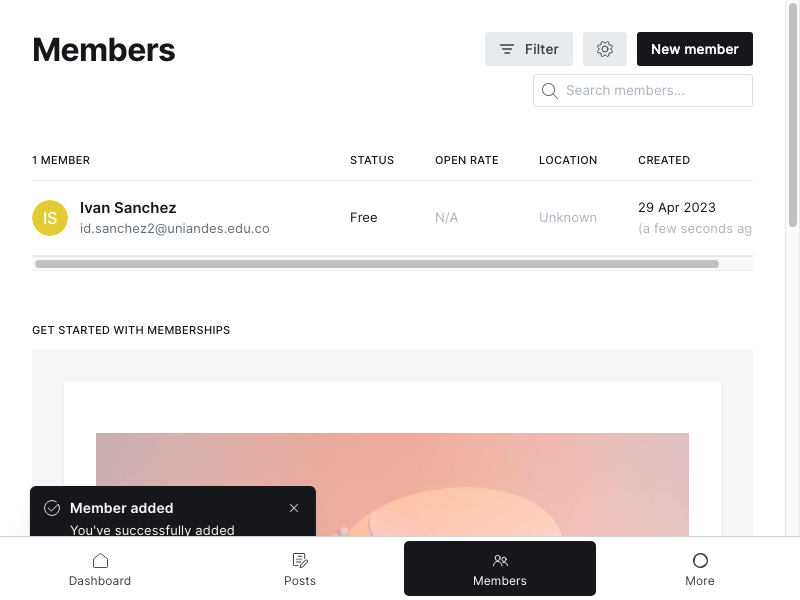 Members
Filter
New member
Search members...
1 MEMBER STATUS OPEN RATE LOCATION CREATED
IS
Ivan Sanchez
id.sanchez2@uniandes.edu.co
Free
N/A
Unknown
29 Apr 2023
(a few seconds ag
GET STARTED WITH MEMBERSHIPS
Member added
You've successfully added
Dashboard
Posts
Members
More